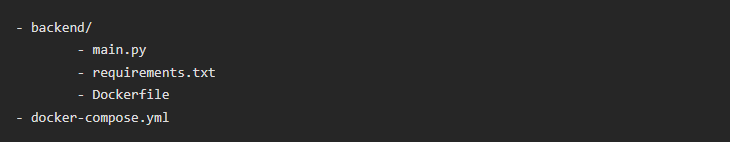 - backend/
- main.py
- requirements.txt
- Dockerfile
- docker-compose.yml